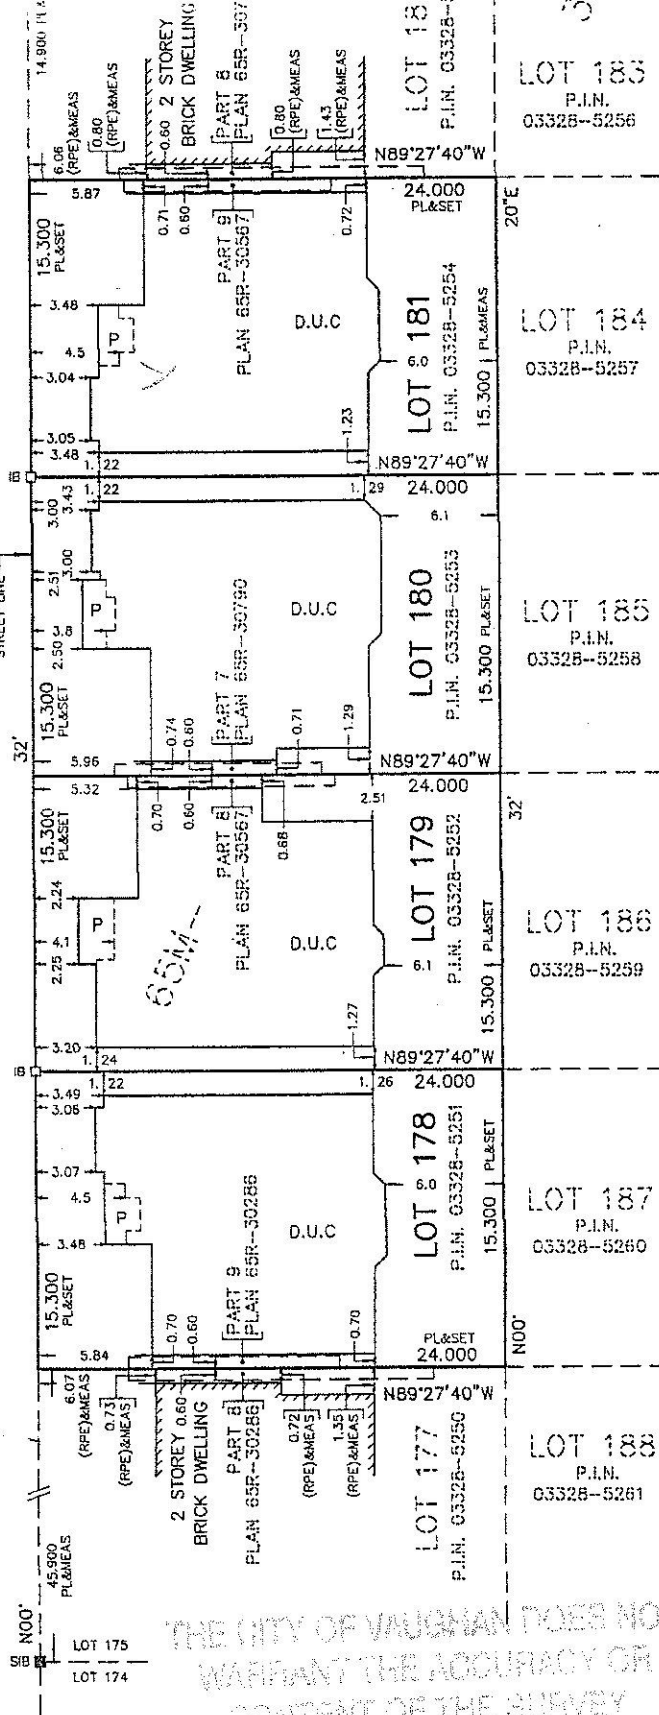 14.900
LOT 183
P.I.N.
03328-5256
6.06
(RPE)&MEAS
0.80
(RPE)&MEAS
0.60
2 STOREY
BRICK DWELLING
PART 8
0.80
(RPE)&MEAS
1.43
(RPE)&MEAS
N89°27'40"W
5.87
24.000
PL&SET
20"E
15.300
PL&SET
0.71
0.60
PART 9
PLAN 65R-30567
0.72
3.48
P
4.5
3.04
3.05
3.48
D.U.C
6.0
LOT 181
P.I.N. 03328-5254
15.300 PL&MEAS
LOT 184
P.I.N.
03328-5257
1.23
1. 22
N89°27'40"W
IB
1. 22
1. 29
24.000
3.00
3.43
6.1
2.51
3.00
P
3.8
2.50
D.U.C
LOT 180
P.I.N. 03328-5253
15.300 PL&SET
LOT 185
P.I.N.
03328-5258
15.300
PL&SET
32'
0.74
0.60
PART 7
PLAN 65R-30790
0.71
1.29
5.96
N89°27'40"W
5.32
2.51
24.000
32'
15.300
PL&SET
0.70
0.60
PART 8
PLAN 65R-30567
0.68
2.24
P
4.1
2.25
65M-
D.U.C
6.1
LOT 179
P.I.N. 03328-5252
15.300 PL&SET
LOT 186
P.I.N.
03328-5259
3.20
1.27
1. 24
N89°27'40"W
IB
1. 22
1. 26
24.000
3.49
3.06
3.07
4.5
P
3.48
D.U.C
6.0
LOT 178
P.I.N. 03328-5251
15.300 PL&SET
LOT 187
P.I.N.
03328-5260
15.300
PL&SET
0.70
0.60
PART 9
PLAN 65R-30286
0.70
N00°
5.84
PL&SET
24.000
6.07
(RPE)&MEAS
0.73
(RPE)&MEAS
2 STOREY
0.60
BRICK DWELLING
PART 8
PLAN 65R-30286
0.72
(RPE)&MEAS
1.35
(RPE)&MEAS
N89°27'40"W
LOT 177
P.I.N. 03328-5250
LOT 188
P.I.N.
03328-5261
45.900
PL&MEAS
N00°
SIB
LOT 175
LOT 174
THE CITY OF VAUGHAN DOES NO
WARRANT THE ACCURACY OR
CONTENT OF THE SURVEY